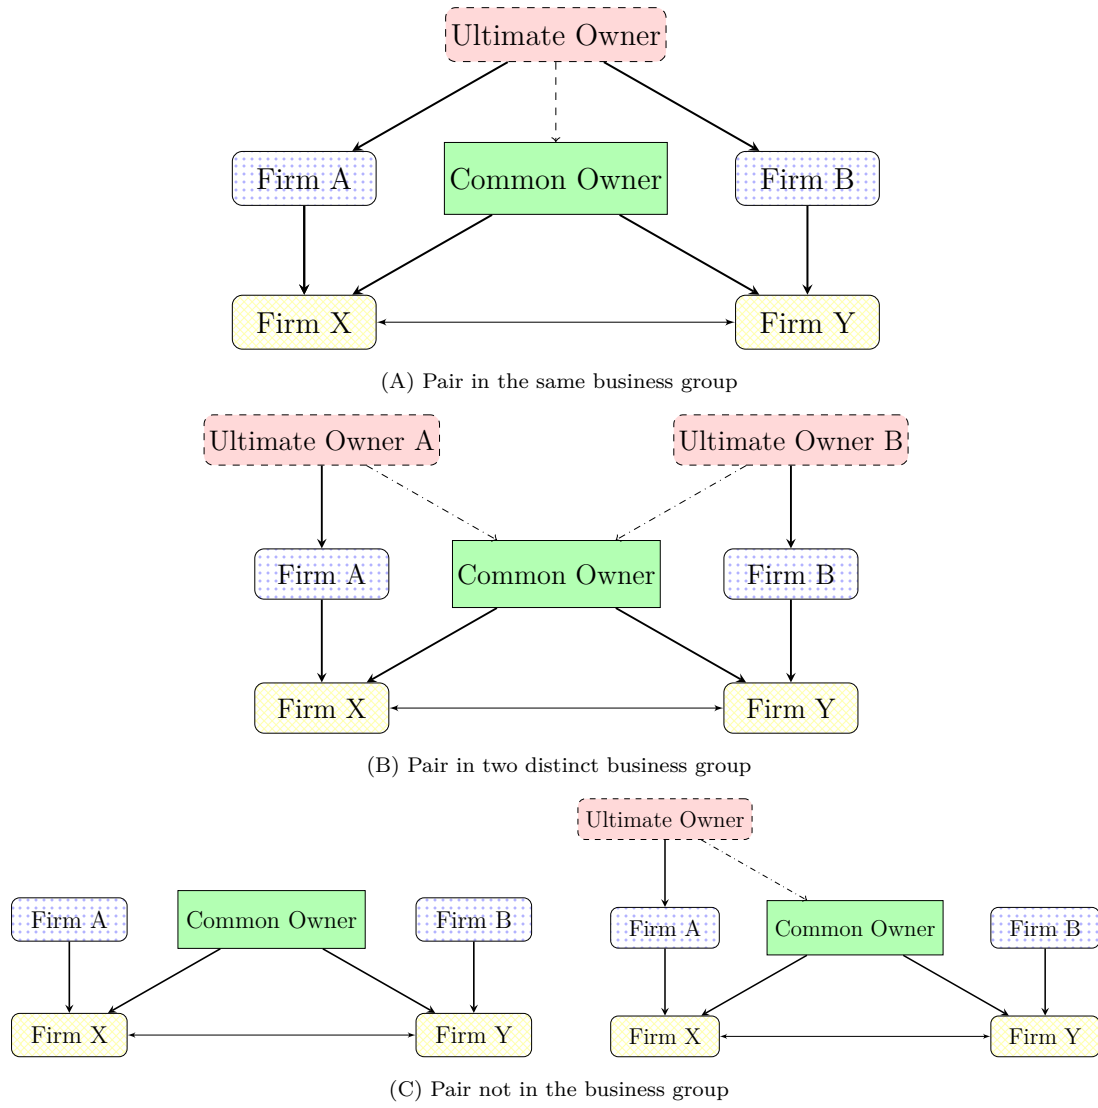 Ultimate Owner
Firm A
Common Owner
Firm B
Firm X
Firm Y
(A) Pair in the same business group
Ultimate Owner A
Ultimate Owner B
Firm A
Common Owner
Firm B
Firm X
Firm Y
(B) Pair in two distinct business group
Firm A
Common Owner
Firm B
Firm X
Firm Y
Ultimate Owner
Firm A
Common Owner
Firm B
Firm X
Firm Y
(C) Pair not in the business group